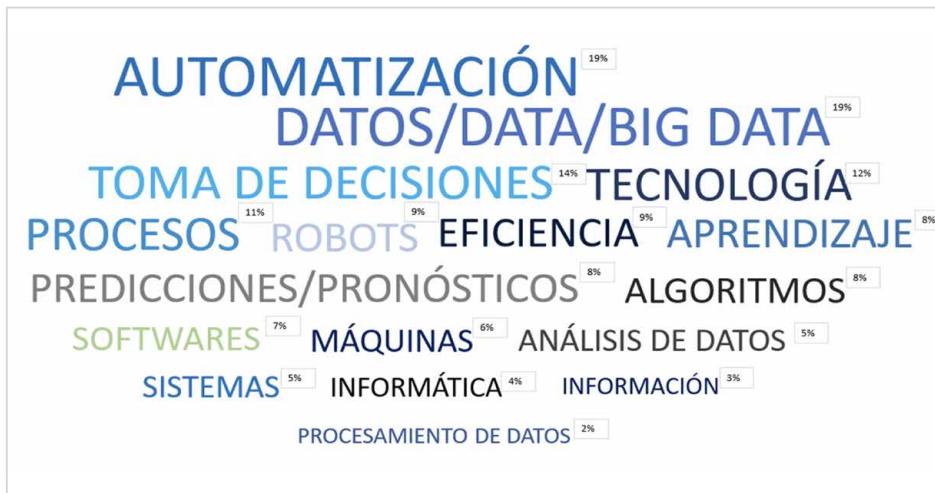 AUTOMATIZACIÓN 19%
DATOS/DATA/BIG DATA 19%
TOMA DE DECISIONES 14% TECNOLOGÍA 12%
PROCESOS 11% ROBOTS 9% EFICIENCIA 9% APRENDIZAJE 8%
PREDICCIONES/PRONÓSTICOS 8% ALGORITMOS 8%
SOFTWARES 7% MÁQUINAS 6% ANÁLISIS DE DATOS 5%
SISTEMAS 5% INFORMÁTICA 4% INFORMACIÓN 3%
PROCESAMIENTO DE DATOS 2%